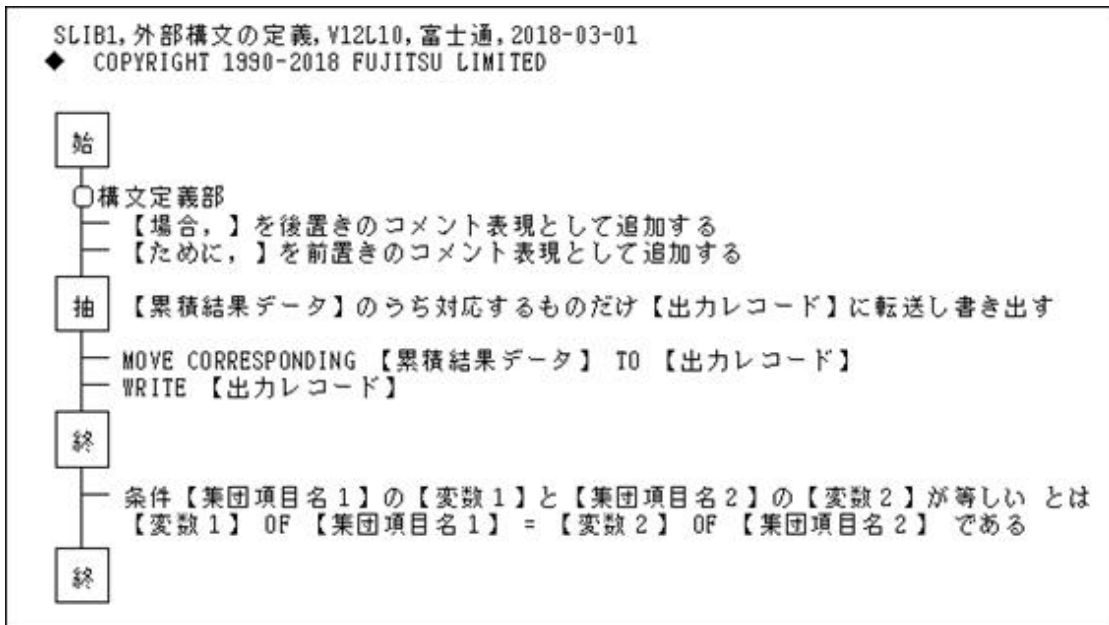 SLIB1,外部構文の定義,V12L10,富士通,2018-03-01
◆ COPYRIGHT 1990-2018 FUJITSU LIMITED
始
構文定義部
【場合,】を後置きのコメント表現として追加する
【ために,】を前置きのコメント表現として追加する
抽 【累積結果データ】のうち対応するものだけ【出力レコード】に転送し書き出す
MOVE CORRESPONDING 【累積結果データ】 TO 【出力レコード】
WRITE 【出力レコード】
終
条件【集団項目名1】の【変数1】と【集団項目名2】の【変数2】が等しい とは
【変数1】 OF 【集団項目名1】 = 【変数2】 OF 【集団項目名2】 である
終